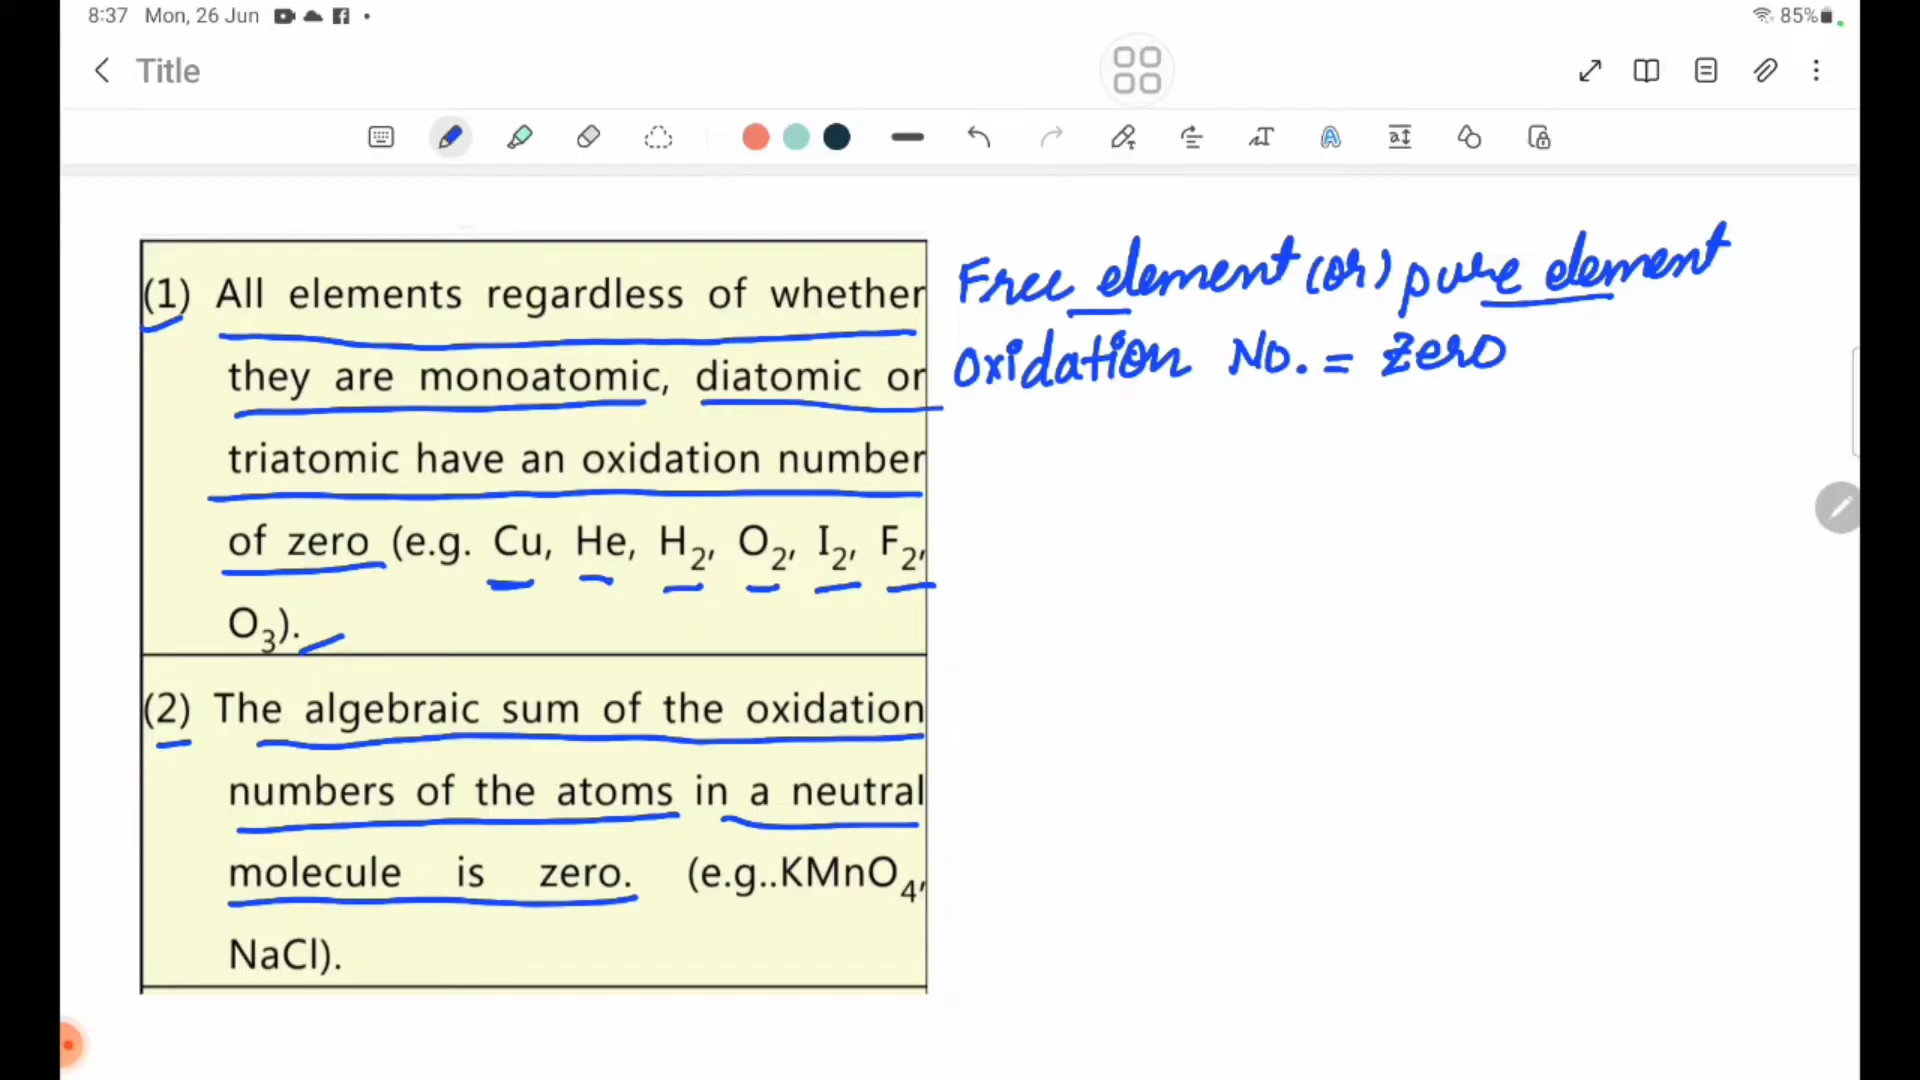 8:37 Mon, 26 Jun
85%
Title
(1) All elements regardless of whether
they are monoatomic, diatomic or
triatomic have an oxidation number
of zero (e.g. Cu, He, H2, O2, I2, F2,
O3).
(2) The algebraic sum of the oxidation
numbers of the atoms in a neutral
molecule is zero. (e.g..KMnO4,
NaCl).
Free element (or) pure element
oxidation No. = zero